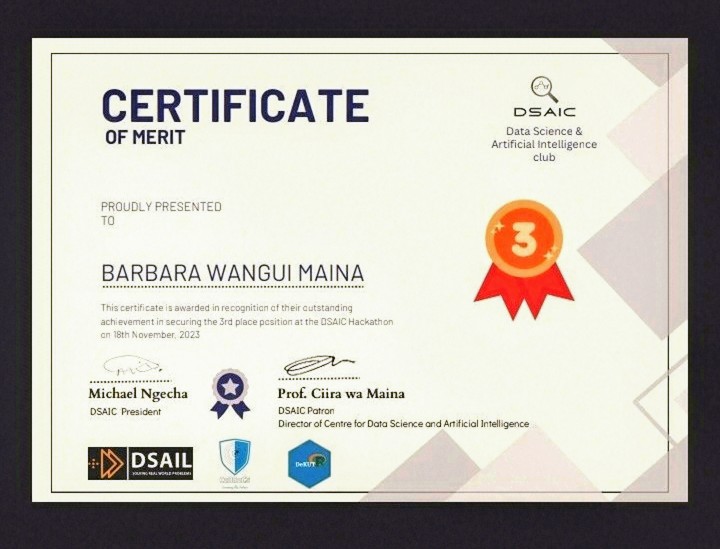 CERTIFICATE
OF MERIT
DSAIC
Data Science &
Artificial Intelligence
club
PROUDLY PRESENTED
TO
3
BARBARA WANGUI MAINA
This certificate is awarded in recognition of their outstanding
achievement in securing the 3rd place position at the DSAIC Hackathon
on 18th November, 2023
Michael Ngecha
DSAIC President
Prof. Ciira wa Maina
DSAIC Patron
Director of Centre for Data Science and Artificial Intelligence
DSAIL
SOLVING REAL WORLD PROBLEMS
DeKUT